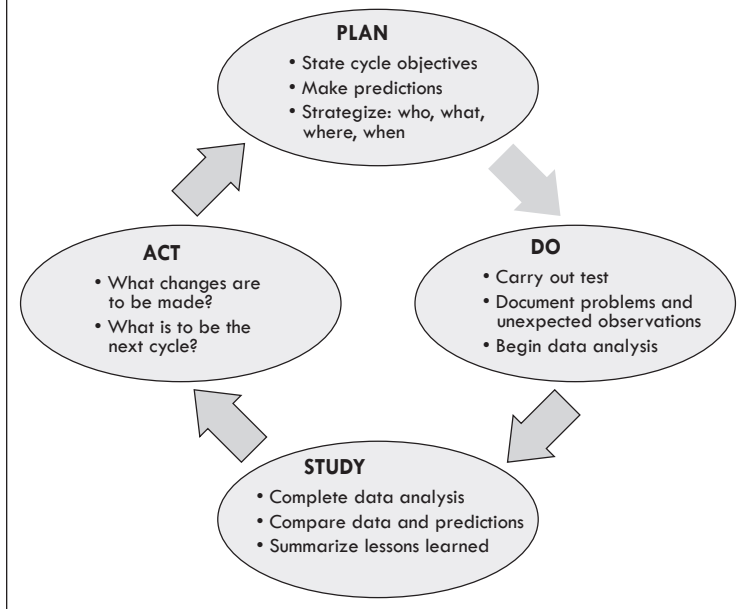 PLAN
• State cycle objectives
• Make predictions
• Strategize: who, what,
where, when
DO
• Carry out test
• Document problems and
unexpected observations
• Begin data analysis
STUDY
• Complete data analysis
• Compare data and predictions
• Summarize lessons learned
ACT
• What changes are
to be made?
• What is to be the
next cycle?